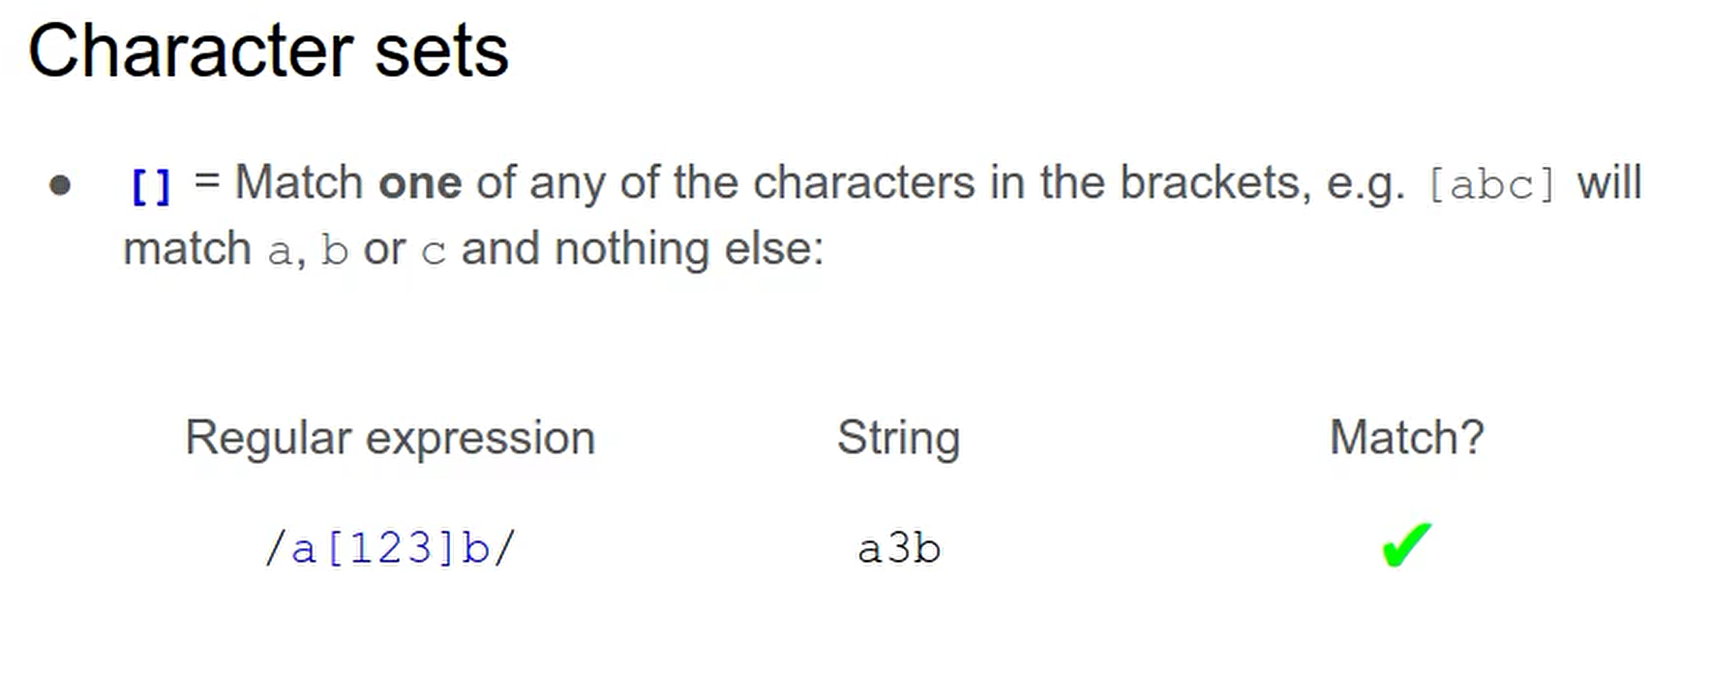 Character sets
● [] = Match one of any of the characters in the brackets, e.g. [abc] will
match a, b or c and nothing else:
Regular expression String Match?
/a[123]b/ a3b ✔